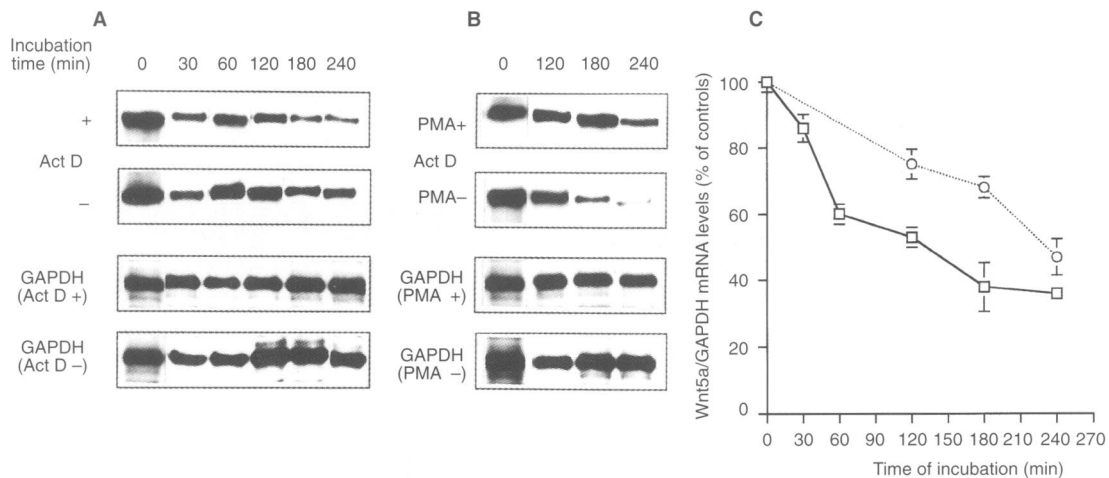 A
Incubation
time (min)
0 30 60 120 180 240
+
Act D
–
GAPDH
(Act D +)
GAPDH
(Act D –)
B
0 120 180 240
PMA+
Act D
PMA–
GAPDH
(PMA +)
GAPDH
(PMA –)
C
Wnt5a/GAPDH mRNA levels (% of controls)
100
80
60
40
20
0
0 30 60 90 120 150 180 210 240 270
Time of incubation (min)